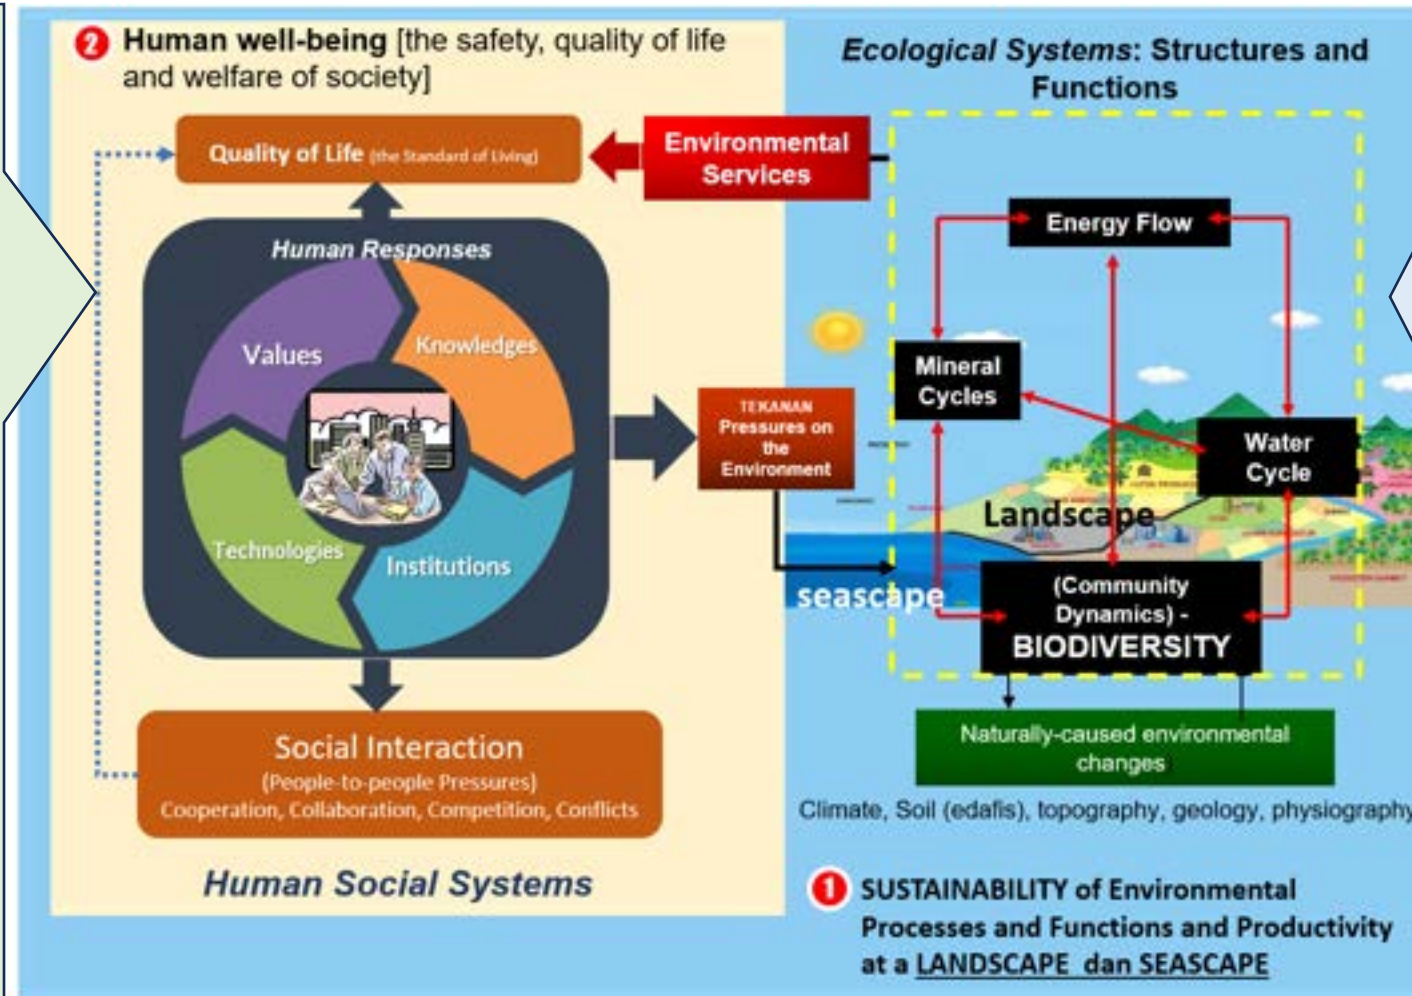 2 Human well-being [the safety, quality of life
and welfare of society]
Quality of Life (the Standard of Living)
Environmental
Services
Human Responses
Values
Knowledges
Technologies
Institutions
TEKANAN
Pressures on
the
Environment
Social Interaction
(People-to-people Pressures)
Cooperation, Collaboration, Competition, Conflicts
Human Social Systems
Ecological Systems: Structures and
Functions
Energy Flow
Mineral
Cycles
Water
Cycle
Landscape
seascape
(Community
Dynamics) -
BIODIVERSITY
Naturally-caused environmental
changes
Climate, Soil (edafis), topography, geology, physiography
1 SUSTAINABILITY of Environmental
Processes and Functions and Productivity
at a LANDSCAPE dan SEASCAPE